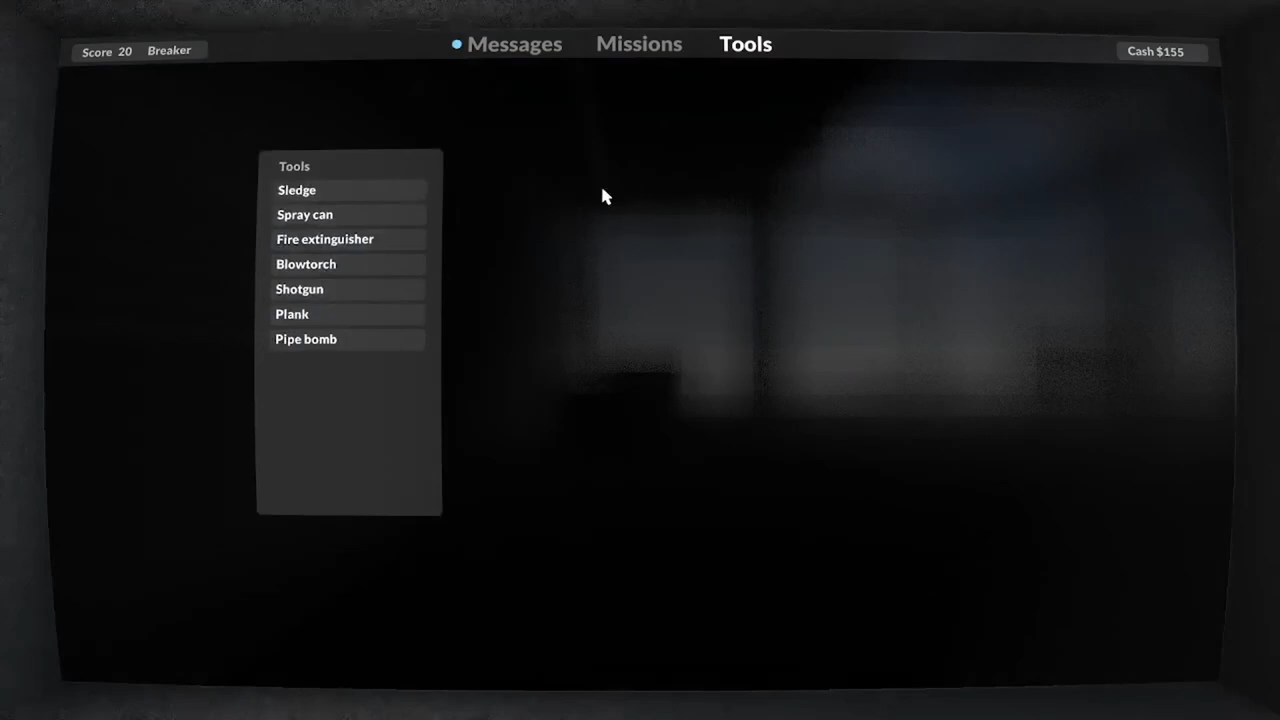 Score 20 Breaker
Messages Missions Tools
Cash $155
Tools
Sledge
Spray can
Fire extinguisher
Blowtorch
Shotgun
Plank
Pipe bomb